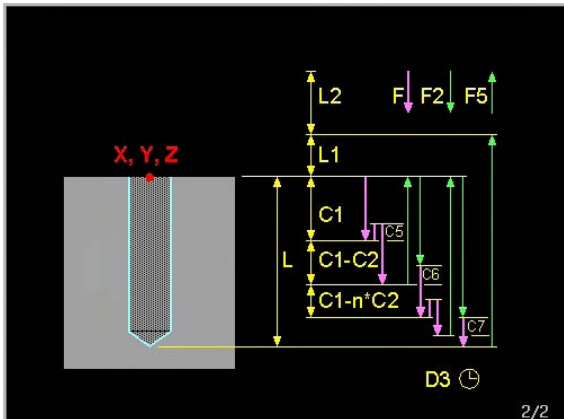 L2 F F2 F5
X, Y, Z L1
C1 C5
L C1-C2
C6
C1-n*C2
C7
D3
2/2